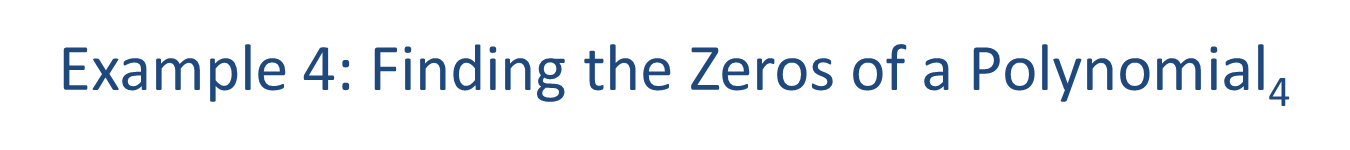 Example 4: Finding the Zeros of a Polynomial₄